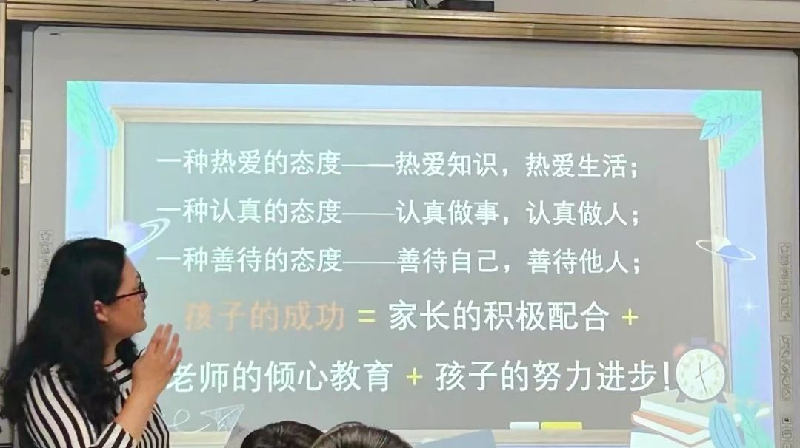 一种热爱的态度——热爱知识，热爱生活；
一种认真的态度——认真做事，认真做人；
一种善待的态度——善待自己，善待他人；
孩子的成功 = 家长的积极配合 +
老师的倾心教育 + 孩子的努力进步！